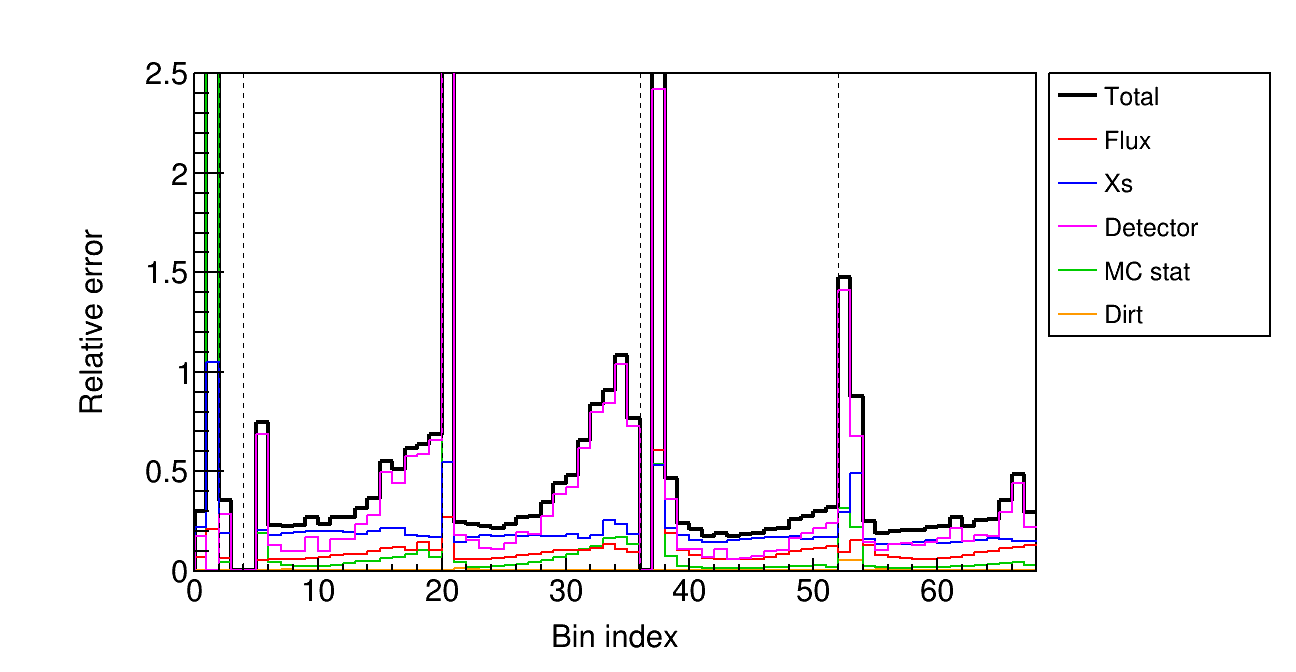 2.5
2
1.5
1
0.5
0
0 10 20 30 40 50 60
Relative error
Bin index
Total
Flux
Xs
Detector
MC stat
Dirt